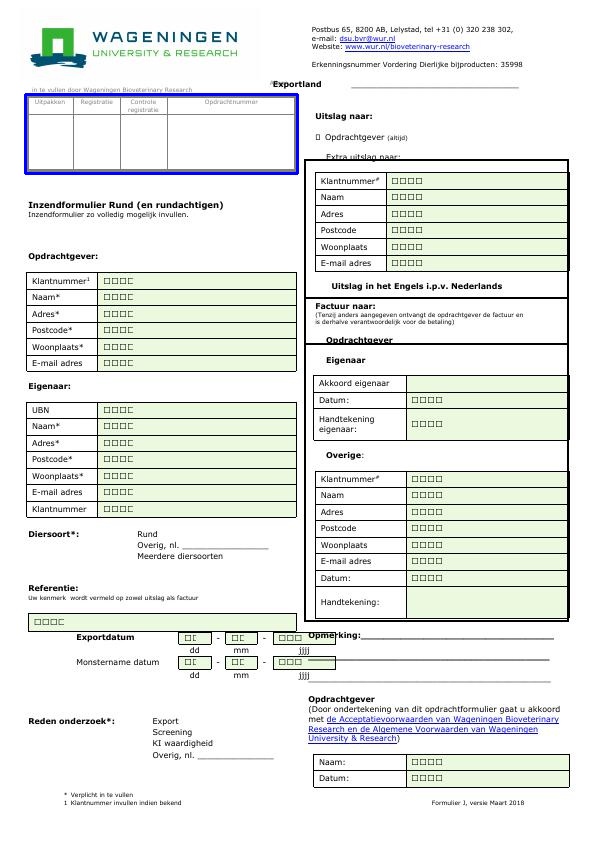 WAGENINGEN
UNIVERSITY & RESEARCH
Postbus 65, 8200 AB, Lelystad, tel +31 (0) 320 238 302,
e-mail: dsu.bvr@wur.nl
Website: www.wur.nl/bioveterinary-research
Erkenningsnummer Vordering Dierlijke bijproducten: 35998
in te vullen door Wageningen Bioveterinary Research
Uitpakken Registratie Controle registratie Opdrachtnummer
Exportland ____________________
Uitslag naar:
☐ Opdrachtgever (altijd)
Extra uitslag naar:
Klantnummer# ☐☐☐☐
Naam ☐☐☐☐
Adres ☐☐☐☐
Postcode ☐☐☐☐
Woonplaats ☐☐☐☐
E-mail adres ☐☐☐☐
Uitslag in het Engels i.p.v. Nederlands
Inzendformulier Rund (en rundachtigen)
Inzendformulier zo volledig mogelijk invullen.
Opdrachtgever:
Klantnummer1 ☐☐☐☐
Naam* ☐☐☐☐
Adres* ☐☐☐☐
Postcode* ☐☐☐☐
Woonplaats* ☐☐☐☐
E-mail adres ☐☐☐☐
Factuur naar:
(Tenzij anders aangegeven ontvangt de opdrachtgever de factuur en
is derhalve verantwoordelijk voor de betaling)
Opdrachtgever
Eigenaar
Akkoord eigenaar
Datum: ☐☐☐☐
Handtekening
eigenaar: ☐☐☐☐
Eigenaar:
UBN ☐☐☐☐
Naam* ☐☐☐☐
Adres* ☐☐☐☐
Postcode* ☐☐☐☐
Woonplaats* ☐☐☐☐
E-mail adres ☐☐☐☐
Klantnummer ☐☐☐☐
Overige:
Klantnummer# ☐☐☐☐
Naam ☐☐☐☐
Adres ☐☐☐☐
Postcode ☐☐☐☐
Woonplaats ☐☐☐☐
E-mail adres ☐☐☐☐
Datum: ☐☐☐☐
Handtekening:
Diersoort*: Rund
Overig, nl. ____________________
Meerdere diersoorten
Referentie:
Uw kenmerk wordt vermeld op zowel uitslag als factuur
☐☐☐☐
Exportdatum ☐☐ - ☐☐ - ☐☐☐
dd mm jjjj
Monstername datum ☐☐ - ☐☐ - ☐☐☐
dd mm jjjj
Opmerking:____________________
Reden onderzoek*: Export
Screening
KI waardigheid
Overig, nl. ____________________
Opdrachtgever
(Door ondertekening van dit opdrachtformulier gaat u akkoord
met de Acceptatievoorwaarden van Wageningen Bioveterinary
Research en de Algemene Voorwaarden van Wageningen
University & Research)
Naam: ☐☐☐☐
Datum: ☐☐☐☐
* Verplicht in te vullen
1 Klantnummer invullen indien bekend
Formulier J, versie Maart 2018